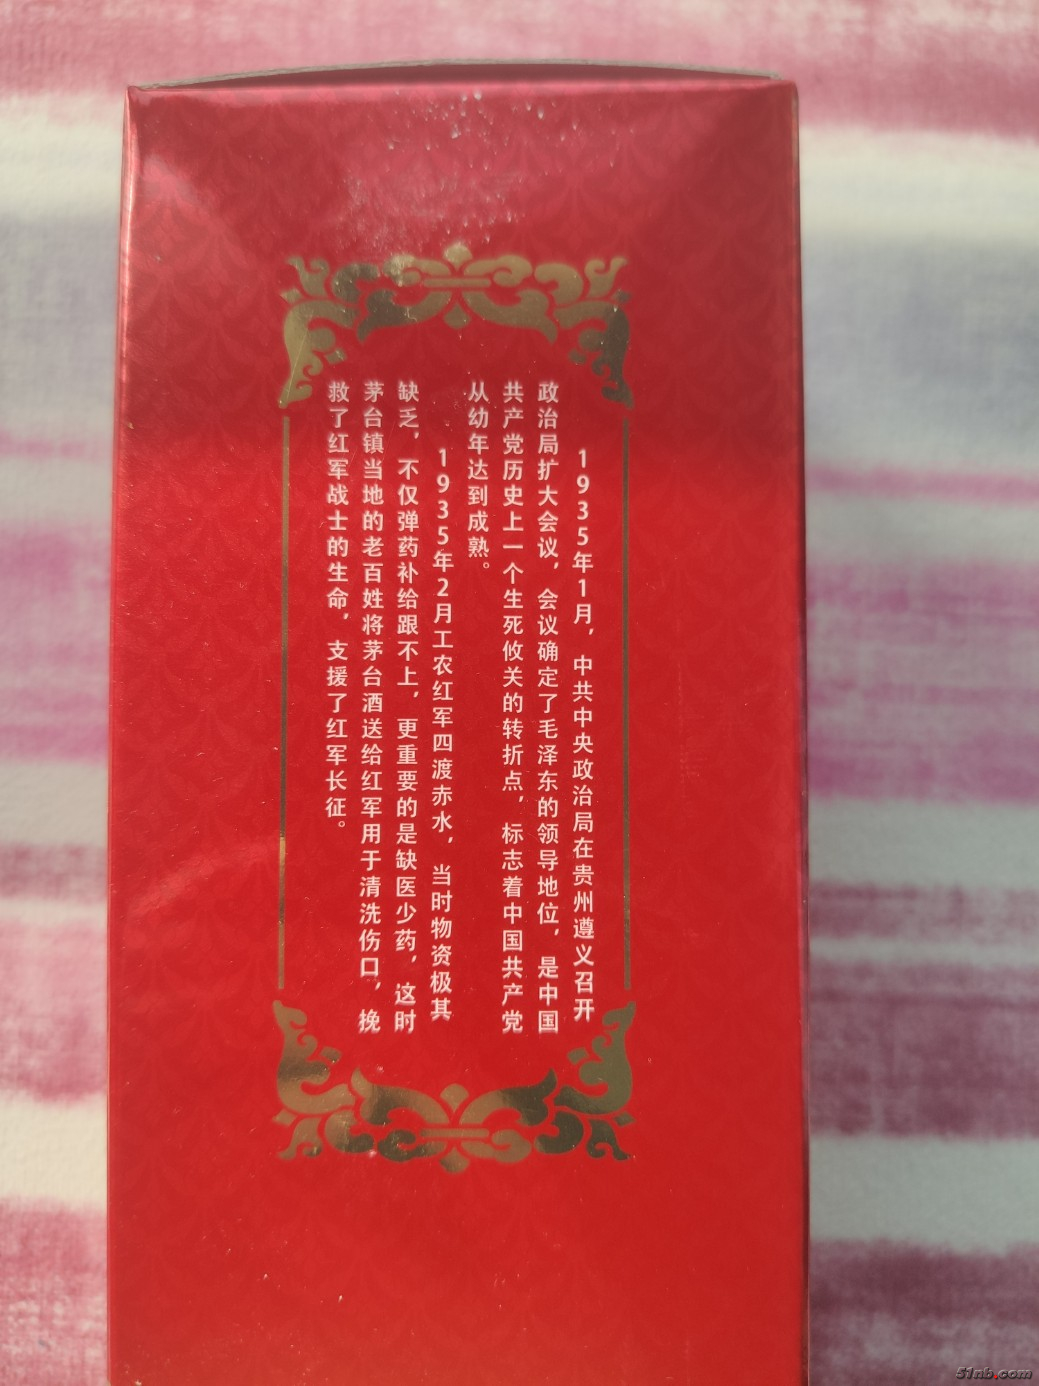 1935年1月,中共中央政治局在贵州遵义召开
政治局扩大会议,会议确定了毛泽东的领导地位,是中国
共产党历史上一个生死攸关的转折点,标志着中国共产党
从幼年达到成熟。
1935年2月工农红军四渡赤水,当时物资极其
缺乏,不仅弹药补给跟不上,更重要的是缺医少药,这时
茅台镇当地的老百姓将茅台酒送给红军用于清洗伤口,挽
救了红军战士的生命,支援了红军长征。
51nb.com